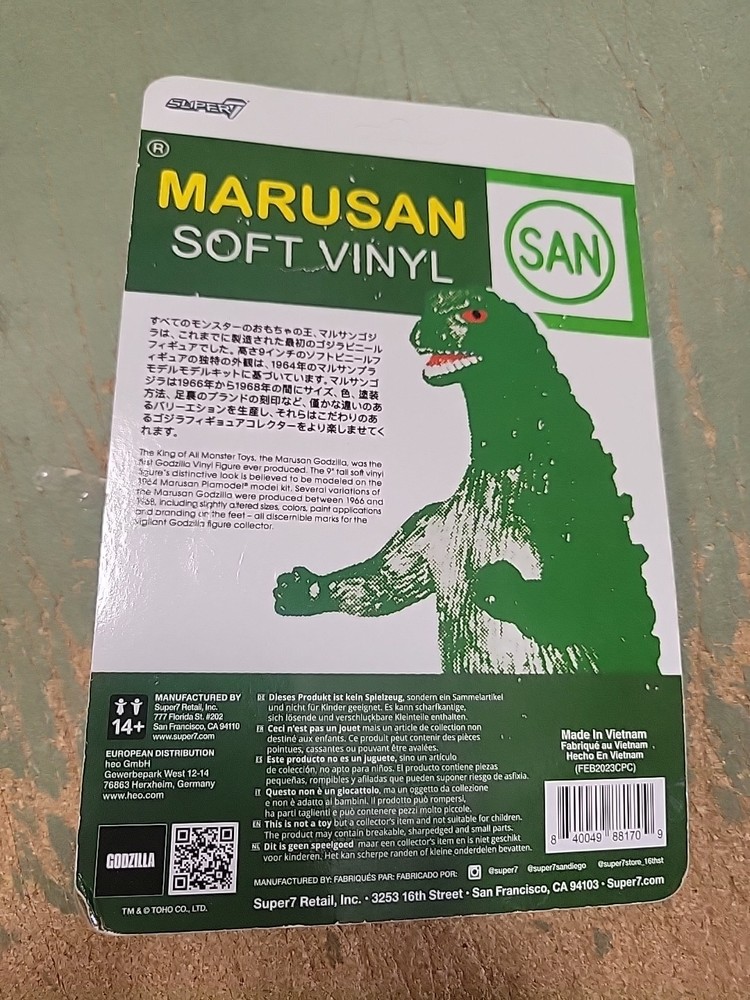 SUPER7
®
MARUSAN
SOFT VINYL
SAN
すべてのモンスターのおもちゃの王、マルサンゴジ
ラは、これまでに製造された最初のゴジラビニール
フィギュアでした。高さ9インチのソフトビニールフ
ィギュアの独特の外観は、1964年のマルサンプラ
モデルモデルキットに基づいています。マルサンゴ
ジラは1966年から1968年の間にサイズ、色、塗装
方法、足裏のブランドの刻印など、僅かな違いのあ
るバリーエションを生産し、それらはこだわりのあ
るゴジラフィギョュアコレクターをより楽しませてく
れます。
The King of All Monster Toys, the Marusan Godzilla, was the
first Godzilla Vinyl Figure ever produced. The 9" tall soft vinyl
figure's distinctive look is believed to be modeled on the
1964 Marusan Plamodel® model kit. Several variations of
the Marusan Godzilla were produced between 1966 and
1968, including slightly altered sizes, colors, paint applications
and branding on the feet – all discernible marks for the
vigilant Godzilla figure collector.
14+
MANUFACTURED BY
Super7 Retail, Inc.
777 Florida St. #202
San Francisco, CA 94110
www.super7.com
EUROPEAN DISTRIBUTION
heo GmbH
Gewerbepark West 12-14
76863 Herxheim, Germany
www.heo.com
GODZILLA
TM & © TOHO CO., LTD.
DE Dieses Produkt ist kein Spielzeug, sondern ein Sammelartikel
und nicht für Kinder geeignet. Es kann scharfkantige,
sich lösende und verschluckbare Kleinteile enthalten.
FR Ceci n'est pas un jouet mais un article de collection non
destiné aux enfants. Ce produit peut contenir des pièces
pointues, cassantes ou pouvant être avalées.
ES Este producto no es un juguete, sino un artículo
de colección, no apto para niños. El producto contiene piezas
pequeñas, rompibles y afiladas que pueden suponer riesgo de asfixia.
IT Questo non è un giocattolo, ma un oggetto da collezione
e non è adatto ai bambini. Il prodotto può rompersi,
ha parti taglienti e può contenere pezzi molto piccole.
EN This is not a toy but a collector's item and not suitable for children.
The product may contain breakable, sharpedged and small parts.
NL Dit is geen speelgoed maar een collector's item en is niet geschikt
voor kinderen. Het kan scherpe randen of kleine onderdelen bevatten.
Made In Vietnam
Fabriqué au Vietnam
Hecho En Vietnam
(FEB2023CPC)
8 40049 88170 9
MANUFACTURED BY: FABRIQUÉS PAR: FABRICADO POR: @super7 @super7sandiego @super7store_16thst
Super7 Retail, Inc. • 3253 16th Street • San Francisco, CA 94103 • Super7.com